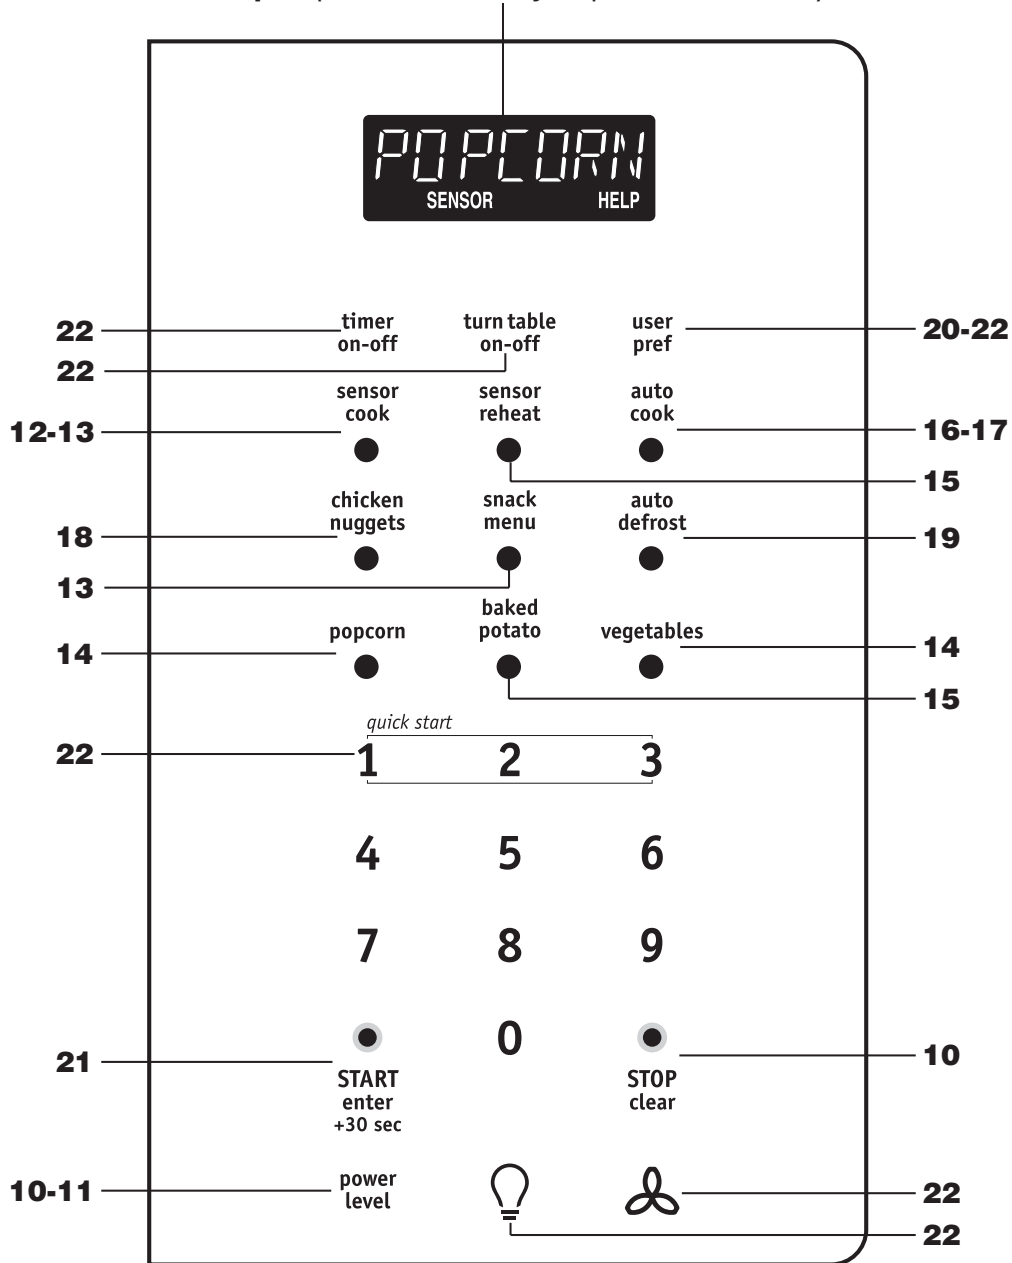 POPCORN
SENSOR HELP
22 timer on-off
turn table on-off
user pref 20-22
22
12-13 sensor cook
sensor reheat
auto cook 16-17
15
18 chicken nuggets
snack menu
auto defrost 19
13
14 popcorn
baked potato
vegetables 14
15
quick start
22 1 2 3
4 5 6
7 8 9
0
21 START enter +30 sec
STOP clear 10
10-11 power level
22
22